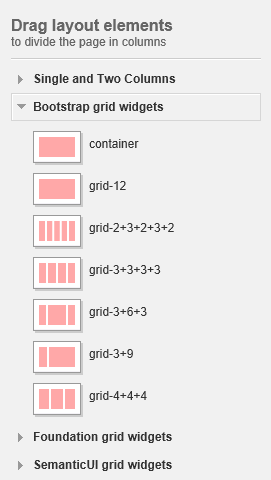 Drag layout elements
to divide the page in columns
Single and Two Columns
Bootstrap grid widgets
container
grid-12
grid-2+3+2+3+2
grid-3+3+3+3
grid-3+6+3
grid-3+9
grid-4+4+4
Foundation grid widgets
SemanticUI grid widgets